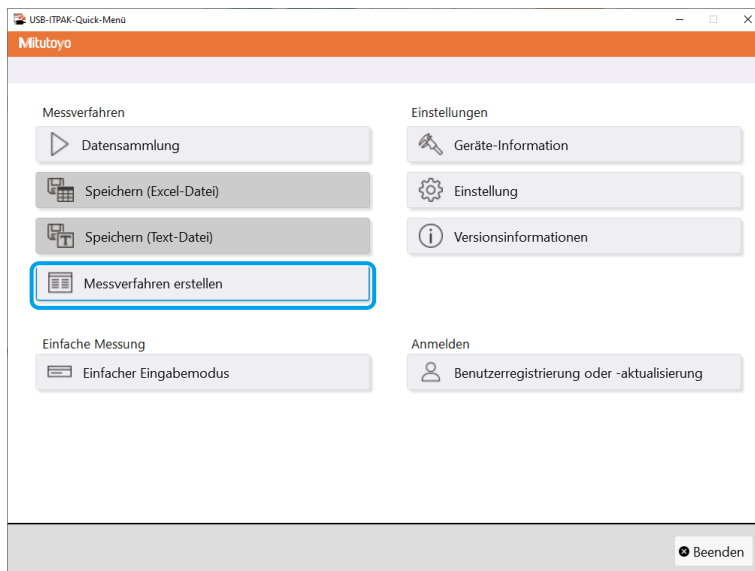 USB-ITPAK-Quick-Menü
Mitutoyo
Messverfahren
Datensammlung
Speichern (Excel-Datei)
Speichern (Text-Datei)
Messverfahren erstellen
Einfache Messung
Einfacher Eingabemodus
Einstellungen
Geräte-Information
Einstellung
Versionsinformationen
Anmelden
Benutzerregistrierung oder -aktualisierung
Beenden